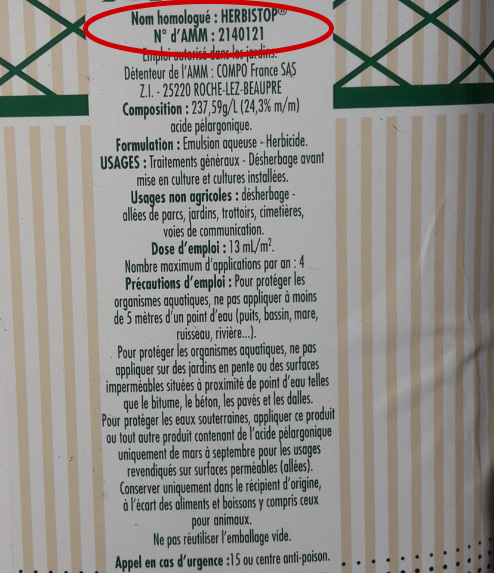 Nom homologué : HERBISTOP®
N° d'AMM : 2140121
Emploi autorisé dans les jardins.
Détenteur de l'AMM : COMPO France SAS
Z.I. - 25220 ROCHE-LEZ-BEAUPRE
Composition : 237,59g/L (24,3% m/m)
acide pélargonique.
Formulation : Emulsion aqueuse - Herbicide.
USAGES : Traitements généraux - Désherbage avant
mise en culture et cultures installées.
Usages non agricoles : désherbage -
allées de parcs, jardins, trottoirs, cimetières,
voies de communication.
Dose d'emploi : 13 mL/m².
Nombre maximum d'applications par an : 4
Précautions d'emploi : Pour protéger les
organismes aquatiques, ne pas appliquer à moins
de 5 mètres d'un point d'eau (puits, bassin, mare,
ruisseau, rivière...).
Pour protéger les organismes aquatiques, ne pas
appliquer sur des jardins en pente ou des surfaces
imperméables situées à proximité de point d'eau telles
que le bitume, le béton, les pavés et les dalles.
Pour protéger les eaux souterraines, appliquer ce produit
ou tout autre produit contenant de l'acide pélargonique
uniquement de mars à septembre pour les usages
revendiqués sur surfaces perméables (allées).
Conserver uniquement dans le récipient d'origine,
à l'écart des aliments et boissons y compris ceux
pour animaux.
Ne pas réutiliser l'emballage vide.
Appel en cas d'urgence :15 ou centre anti-poison.